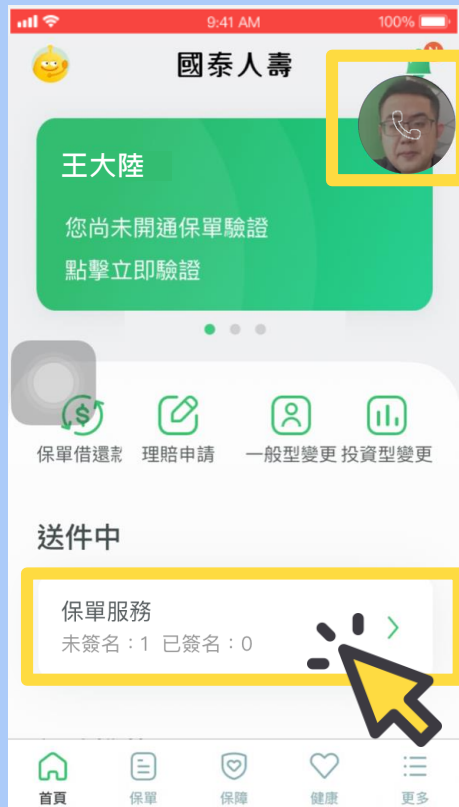 9:41 AM
100%
國泰人壽
N
王大陸
您尚未開通保單驗證
點擊立即驗證
保單借還款
理賠申請
一般型變更
投資型變更
送件中
保單服務
未簽名：1 已簽名：0
首頁
保單
保障
健康
更多